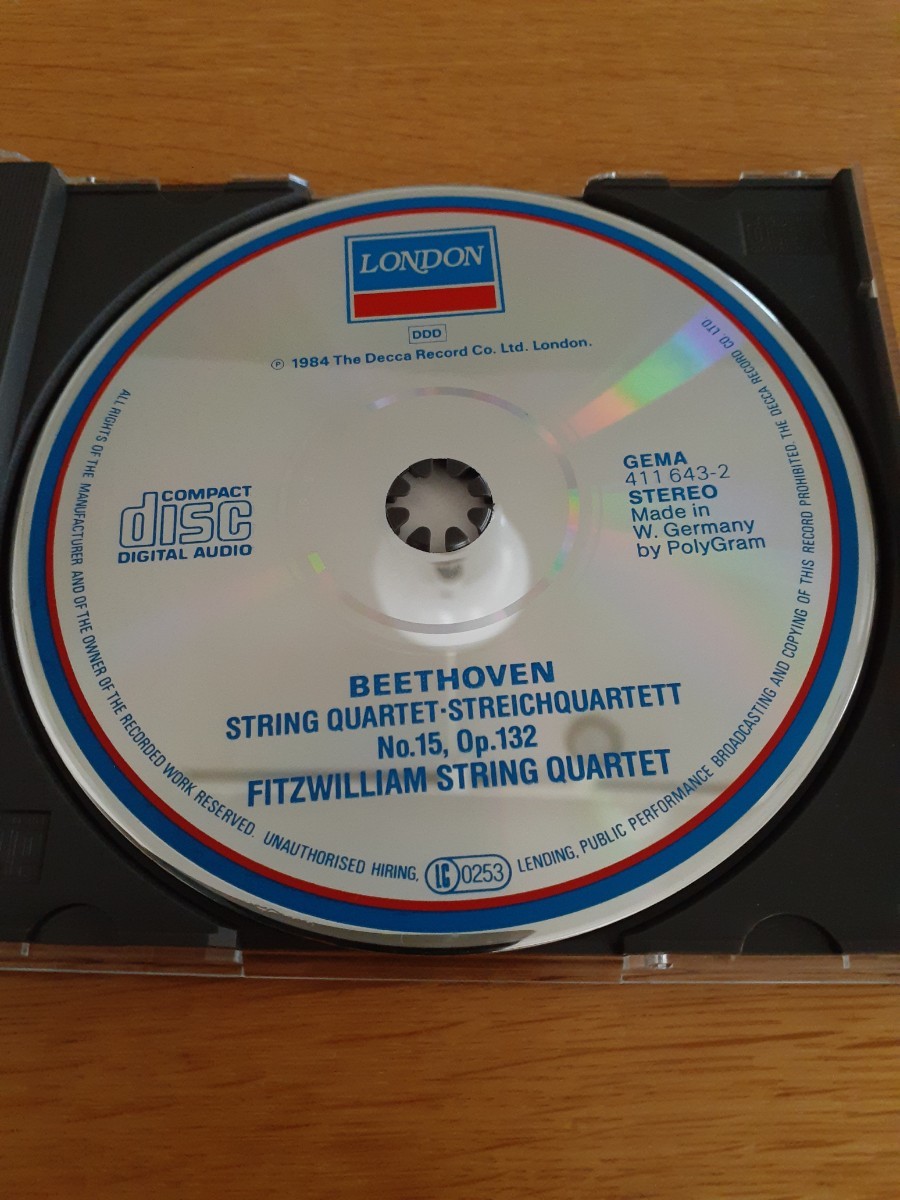 LONDON
DDD
Ⓟ 1984 The Decca Record Co. Ltd. London.
COMPACT
disc
DIGITAL AUDIO
GEMA
411 643-2
STEREO
Made in
W. Germany
by PolyGram
BEETHOVEN
STRING QUARTET·STREICHQUARTETT
No.15, Op.132
FITZWILLIAM STRING QUARTET
ALL RIGHTS OF THE MANUFACTURER AND OF THE OWNER OF THE RECORDED WORK RESERVED. UNAUTHORISED HIRING, LC 0253 LENDING, PUBLIC PERFORMANCE BROADCASTING AND COPYING OF THIS RECORD PROHIBITED. THE DECCA RECORD CO. LTD.